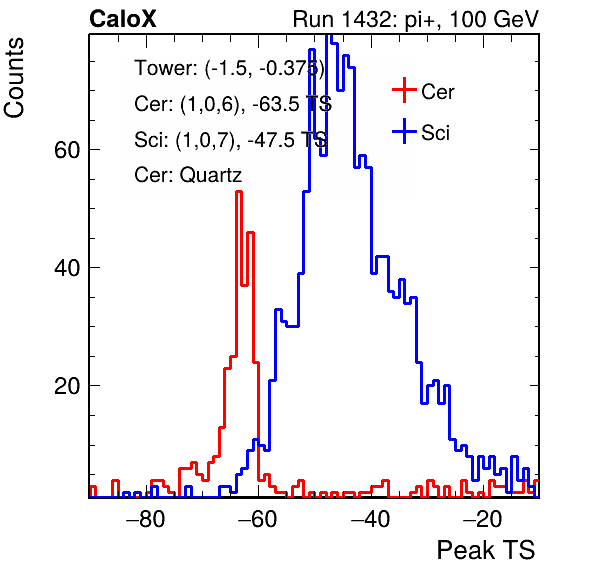 CaloX Run 1432: pi+, 100 GeV
Counts
Tower: (-1.5, -0.375)
Cer: (1,0,6), -63.5 TS
Sci: (1,0,7), -47.5 TS
Cer: Quartz
Cer
Sci
60
40
20
−80 −60 −40 −20
Peak TS